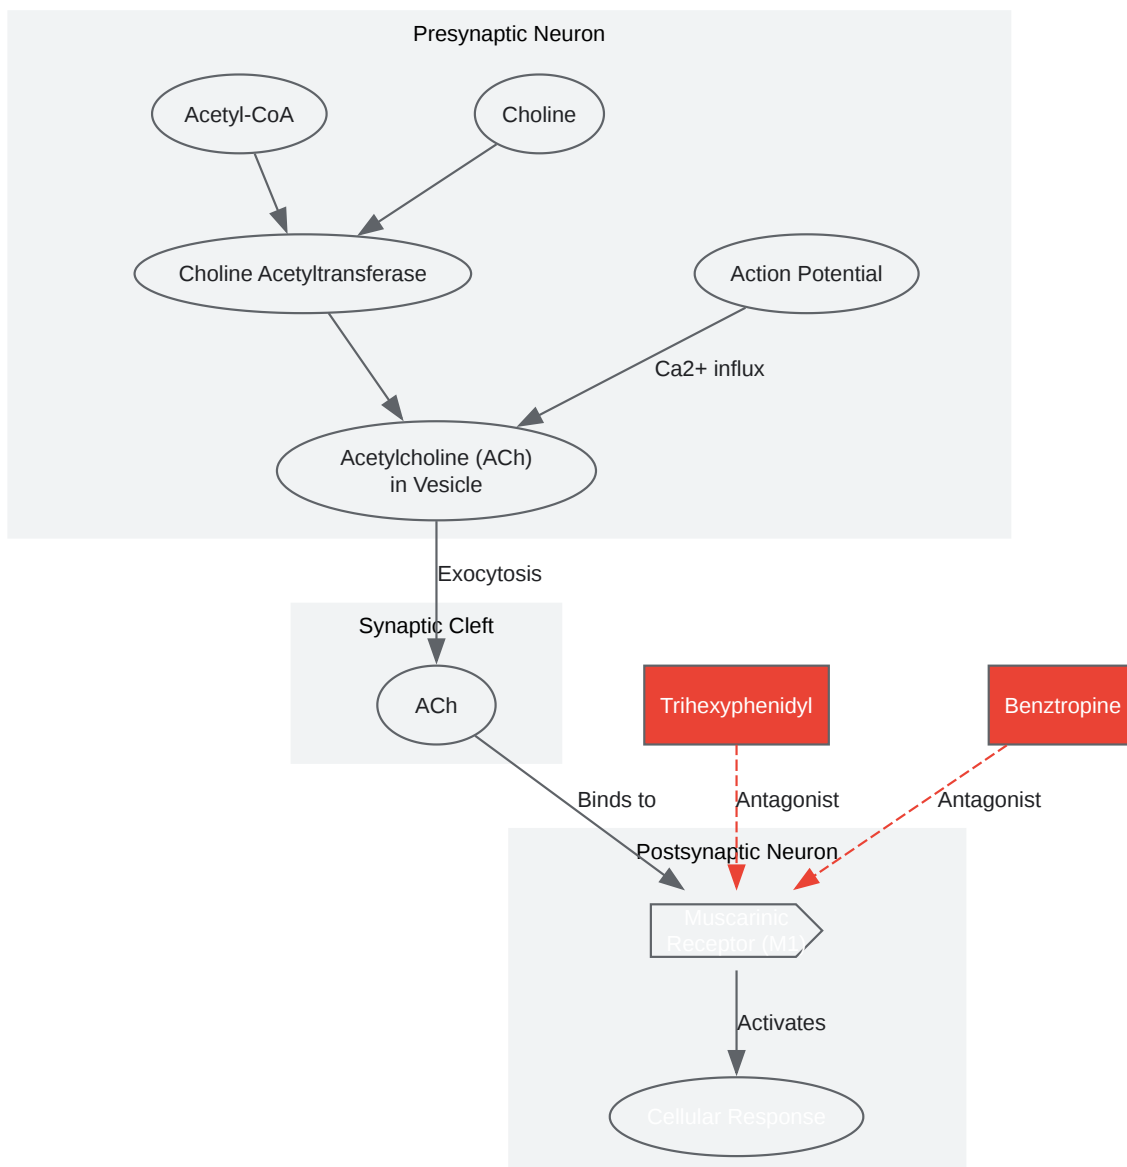 Presynaptic Neuron
Acetyl-CoA
Choline
Choline Acetyltransferase
Action Potential
Ca2+ influx
Acetylcholine (ACh)
in Vesicle
Exocytosis
Synaptic Cleft
ACh
Trihexyphenidyl
Benztropine
Binds to
Antagonist
Antagonist
Postsynaptic Neuron
Muscarinic
Receptor (M1)
Activates
Cellular Response